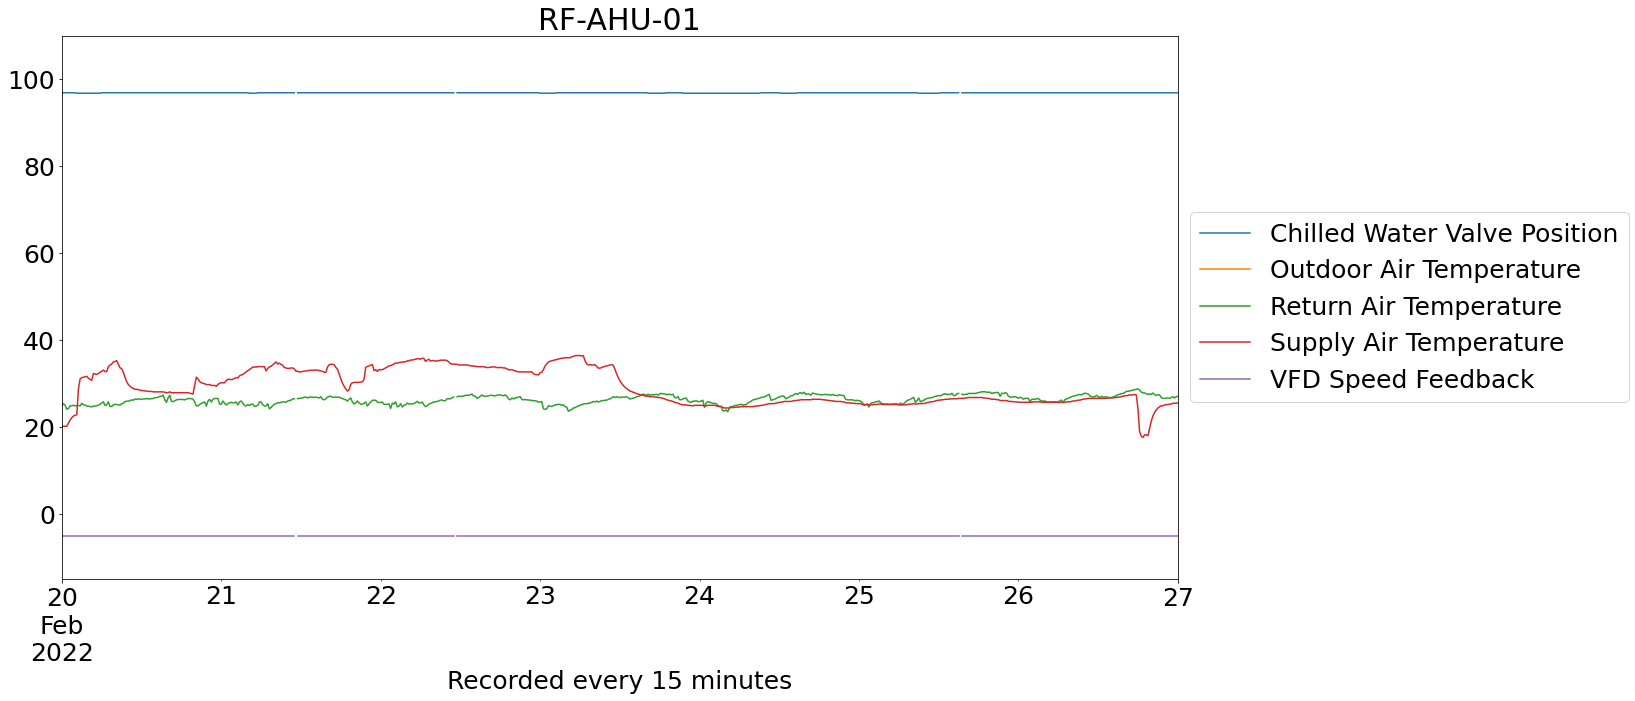 RF-AHU-01
100
80
60
40
20
0
20 21 22 23 24 25 26 27
Feb
2022
Recorded every 15 minutes
Chilled Water Valve Position
Outdoor Air Temperature
Return Air Temperature
Supply Air Temperature
VFD Speed Feedback